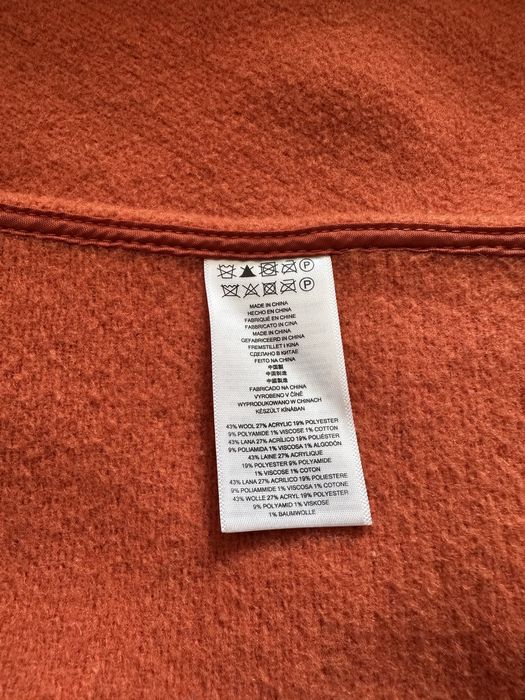 P
P
MADE IN CHINA
HECHO EN CHINA
FABRIQUÉ EN CHINE
FABBRICATO IN CINA
MADE IN CHINA
GEFABRICEERD IN CHINA
FREMSTILLET I KINA
СДЕЛАНО В КИТАЕ
FEITO NA CHINA
中国製
中国制造
中國製造
FABRICADO NA CHINA
VYROBENO V ČÍNĚ
WYPRODUKOWANO W CHINACH
KÉSZÜLT KÍNÁBAN
43% WOOL 27% ACRYLIC 19% POLYESTER
9% POLYAMIDE 1% VISCOSE 1% COTTON
43% LANA 27% ACRÍLICO 19% POLIÉSTER
9% POLIAMIDA 1% VISCOSA 1% ALGODÓN
43% LAINE 27% ACRYLIQUE
19% POLYESTER 9% POLYAMIDE
1% VISCOSE 1% COTON
43% LANA 27% ACRILICO 19% POLIESTERE
9% POLIAMMIDE 1% VISCOSA 1% COTONE
43% WOLLE 27% ACRYL 19% POLYESTER
9% POLYAMID 1% VISKOSE
1% BAUMWOLLE